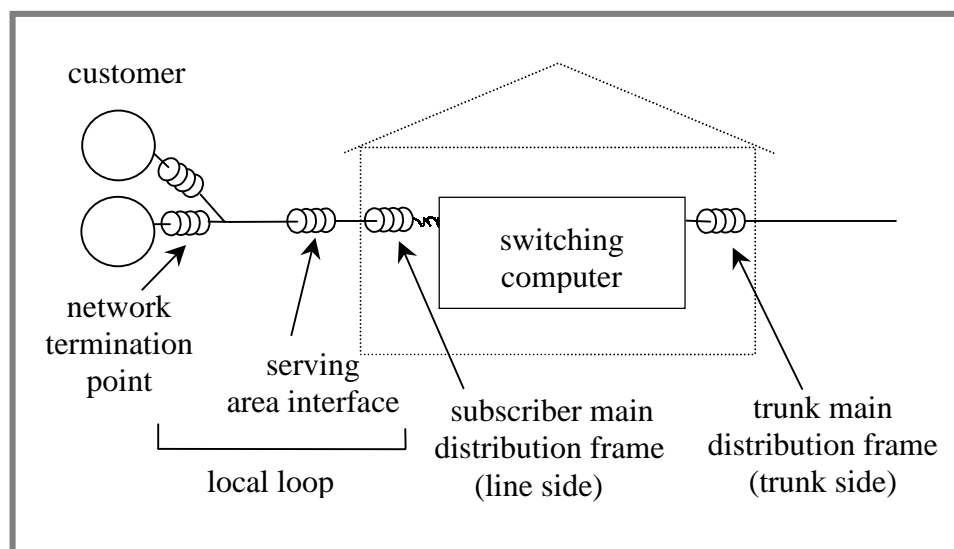 customer
switching
computer
network
termination
point
serving
area interface
subscriber main
distribution frame
(line side)
trunk main
distribution frame
(trunk side)
local loop